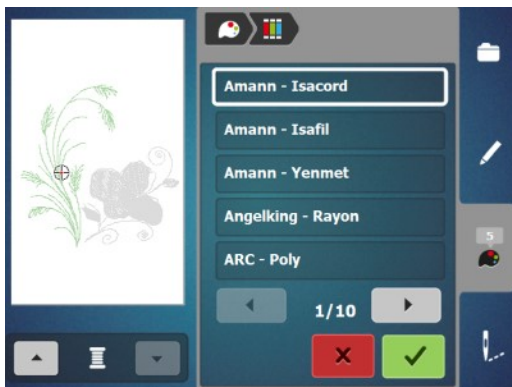 Amann - Isacord
Amann - Isafil
Amann - Yenmet
Angelking - Rayon
ARC - Poly
5
1/10